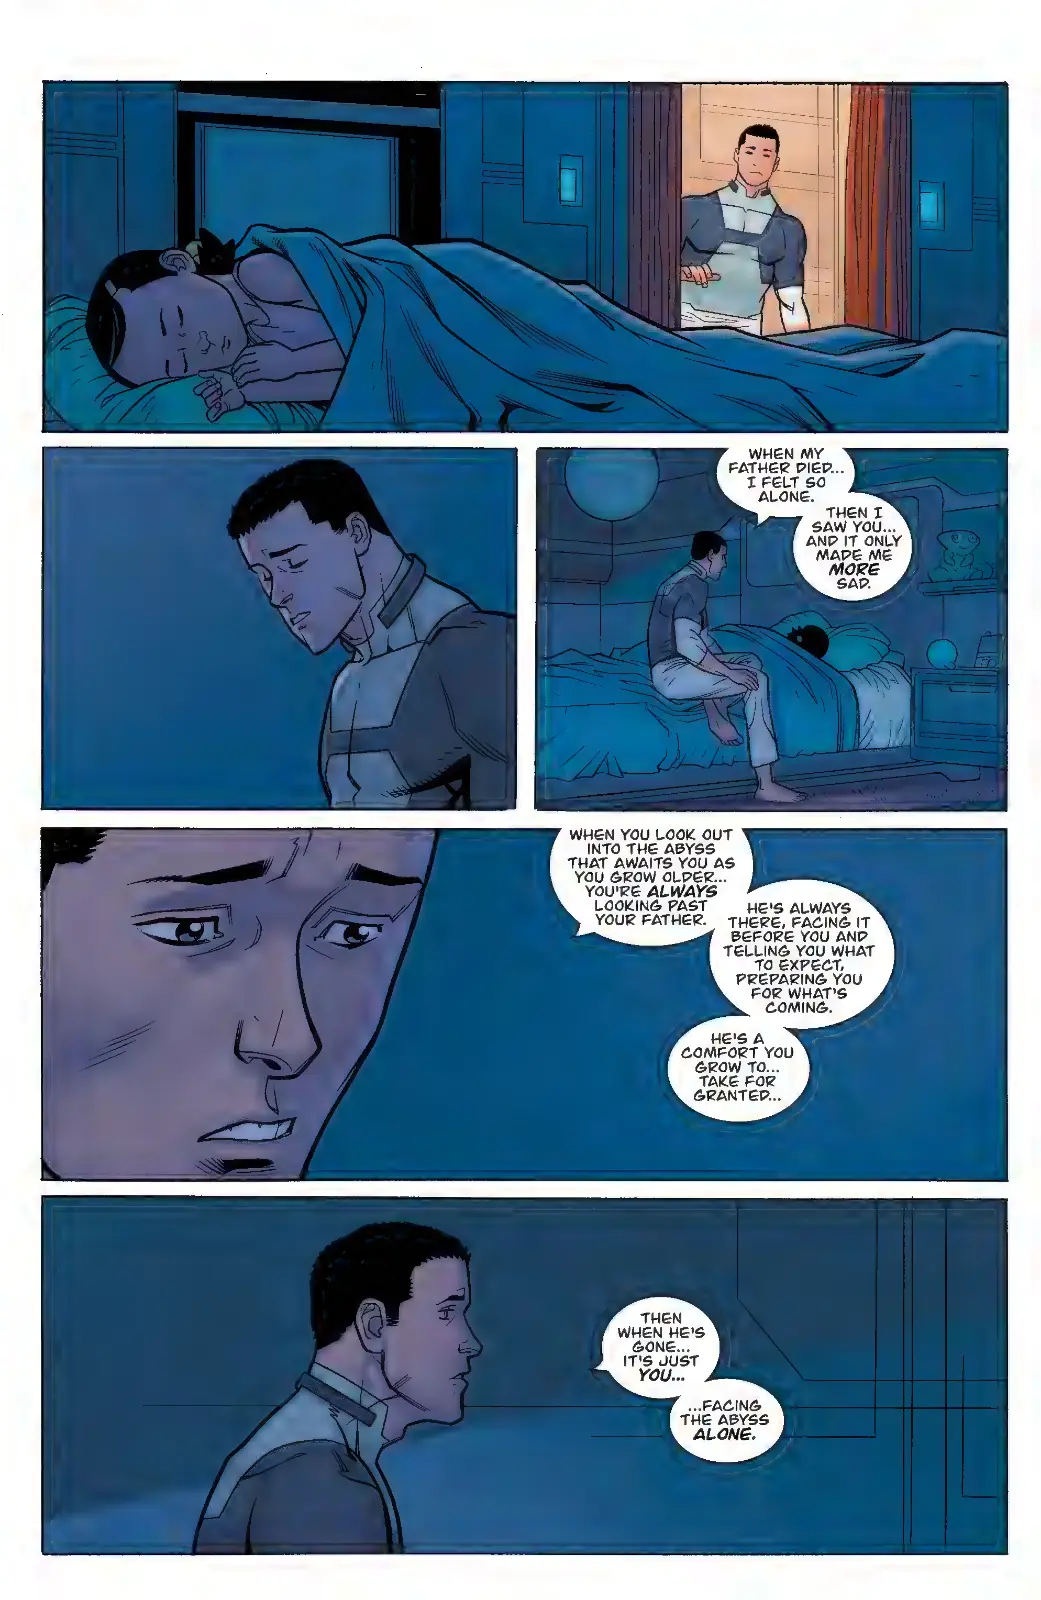 WHEN MY
FATHER DIED...
I FELT SO
ALONE.
THEN I
SAW YOU...
AND IT ONLY
MADE ME
MORE
SAD.
WHEN YOU LOOK OUT
INTO THE ABYSS
THAT AWAITS YOU AS
YOU GROW OLDER...
YOU'RE ALWAYS
LOOKING PAST
YOUR FATHER.
HE'S ALWAYS
THERE, FACING IT
BEFORE YOU AND
TELLING YOU WHAT
TO EXPECT,
PREPARING YOU
FOR WHAT'S
COMING.
HE'S A
COMFORT YOU
GROW TO...
TAKE FOR
GRANTED...
THEN
WHEN HE'S
GONE...
IT'S JUST
YOU...
...FACING
THE ABYSS
ALONE.